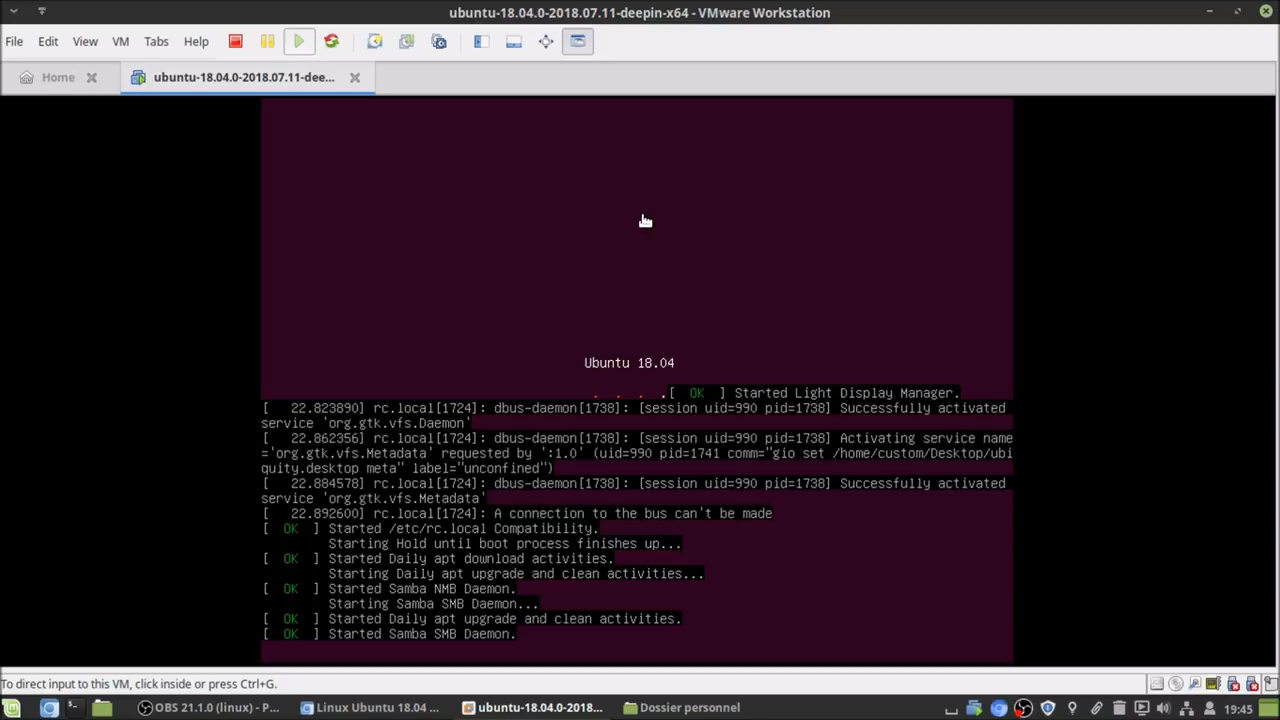 ubuntu-18.04.0-2018.07.11-deepin-x64 - VMware Workstation
File Edit View VM Tabs Help
Home ubuntu-18.04.0-2018.07.11-dee...
Ubuntu 18.04
. . . .[ OK ] Started Light Display Manager.
[ 22.823890] rc.local[1724]: dbus-daemon[1738]: [session uid=990 pid=1738] Successfully activated
service 'org.gtk.vfs.Daemon'
[ 22.862356] rc.local[1724]: dbus-daemon[1738]: [session uid=990 pid=1738] Activating service name
='org.gtk.vfs.Metadata' requested by ':1.0' (uid=990 pid=1741 comm="gio set /home/custom/Desktop/ubi
quity.desktop meta" label="unconfined")
[ 22.884578] rc.local[1724]: dbus-daemon[1738]: [session uid=990 pid=1738] Successfully activated
service 'org.gtk.vfs.Metadata'
[ 22.892600] rc.local[1724]: A connection to the bus can't be made
[ OK ] Started /etc/rc.local Compatibility.
Starting Hold until boot process finishes up...
[ OK ] Started Daily apt download activities.
Starting Daily apt upgrade and clean activities...
[ OK ] Started Samba NMB Daemon.
Starting Samba SMB Daemon...
[ OK ] Started Daily apt upgrade and clean activities.
[ OK ] Started Samba SMB Daemon.
To direct input to this VM, click inside or press Ctrl+G.
OBS 21.1.0 (linux) - P... Linux Ubuntu 18.04 ... ubuntu-18.04.0-2018... Dossier personnel 19:45